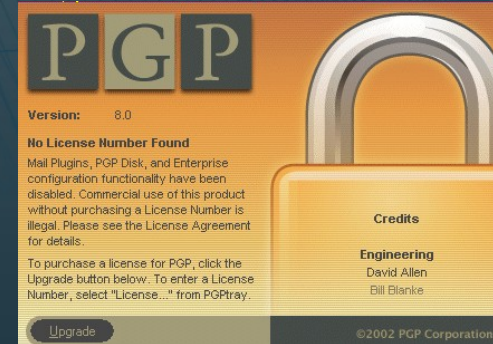 PGP
Version: 8.0
No License Number Found
Mail Plugins, PGP Disk, and Enterprise
configuration functionality have been
disabled. Commercial use of this product
without purchasing a License Number is
illegal. Please see the License Agreement
for details.
To purchase a license for PGP, click the
Upgrade button below. To enter a License
Number, select "License..." from PGPtray.
Upgrade
Credits
Engineering
David Allen
Bill Blanke
©2002 PGP Corporation